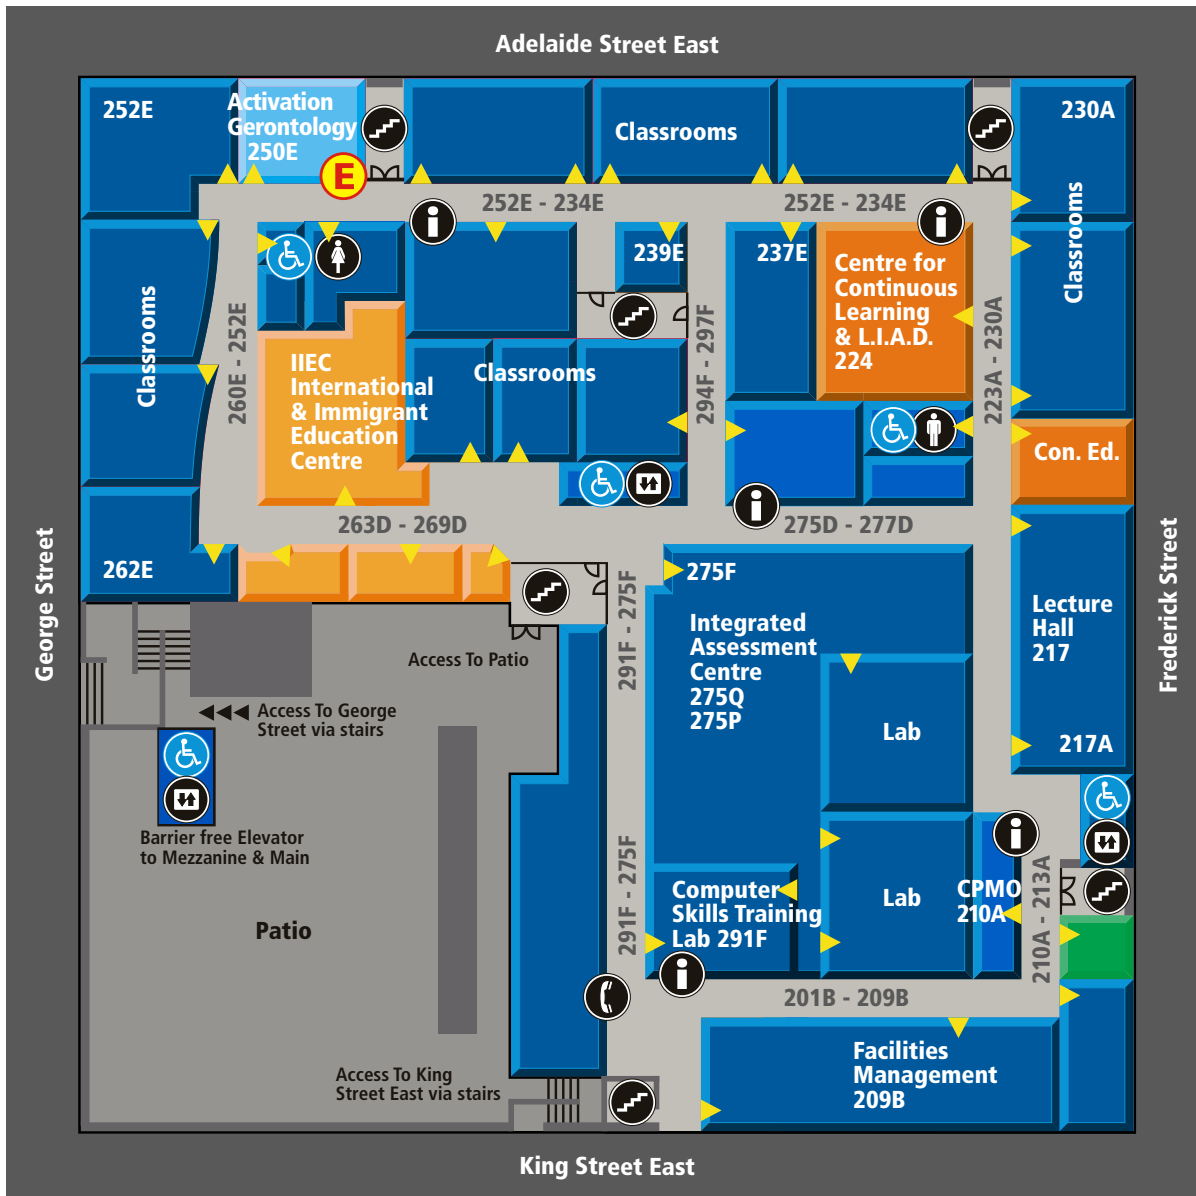 Adelaide Street East
252E
Activation
Gerontology
250E
E
Classrooms
230A
Classrooms
252E - 234E
252E - 234E
i
i
239E
237E
Centre for
Continuous
Learning
& L.I.A.D.
224
Classrooms
260E - 252E
IIEC
International
& Immigrant
Education
Centre
Classrooms
294F - 297F
223A - 230A
Con. Ed.
263D - 269D
i
275D - 277D
262E
George Street
Frederick Street
275F
291F - 275F
Integrated
Assessment
Centre
275Q
275P
Lecture
Hall
217
217A
Access To Patio
Access To George
Street via stairs
Lab
Barrier free Elevator
to Mezzanine & Main
i
291F - 275F
Computer
Skills Training
Lab 291F
Lab
CPMO
210A
210A - 213A
Patio
i
201B - 209B
Facilities
Management
209B
Access To King
Street East via stairs
King Street East